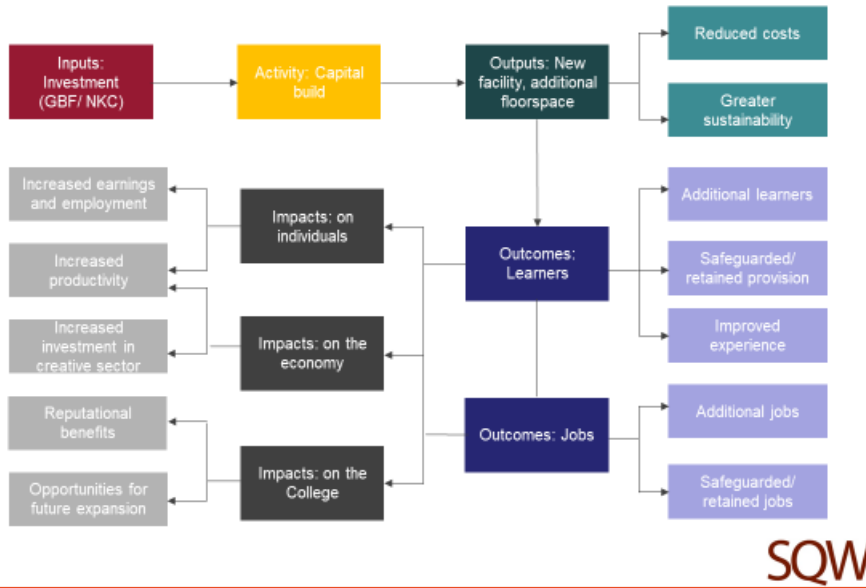 Inputs:
Investment
(GBF/ NKC)
Activity: Capital
build
Outputs: New
facility, additional
floorspace
Reduced costs
Greater
sustainability
Increased earnings
and employment
Increased
productivity
Increased
investment in
creative sector
Reputational
benefits
Opportunities for
future expansion
Impacts: on
individuals
Impacts: on the
economy
Impacts: on the
College
Outcomes:
Learners
Outcomes: Jobs
Additional learners
Safeguarded/
retained provision
Improved
experience
Additional jobs
Safeguarded/
retained jobs
SQW